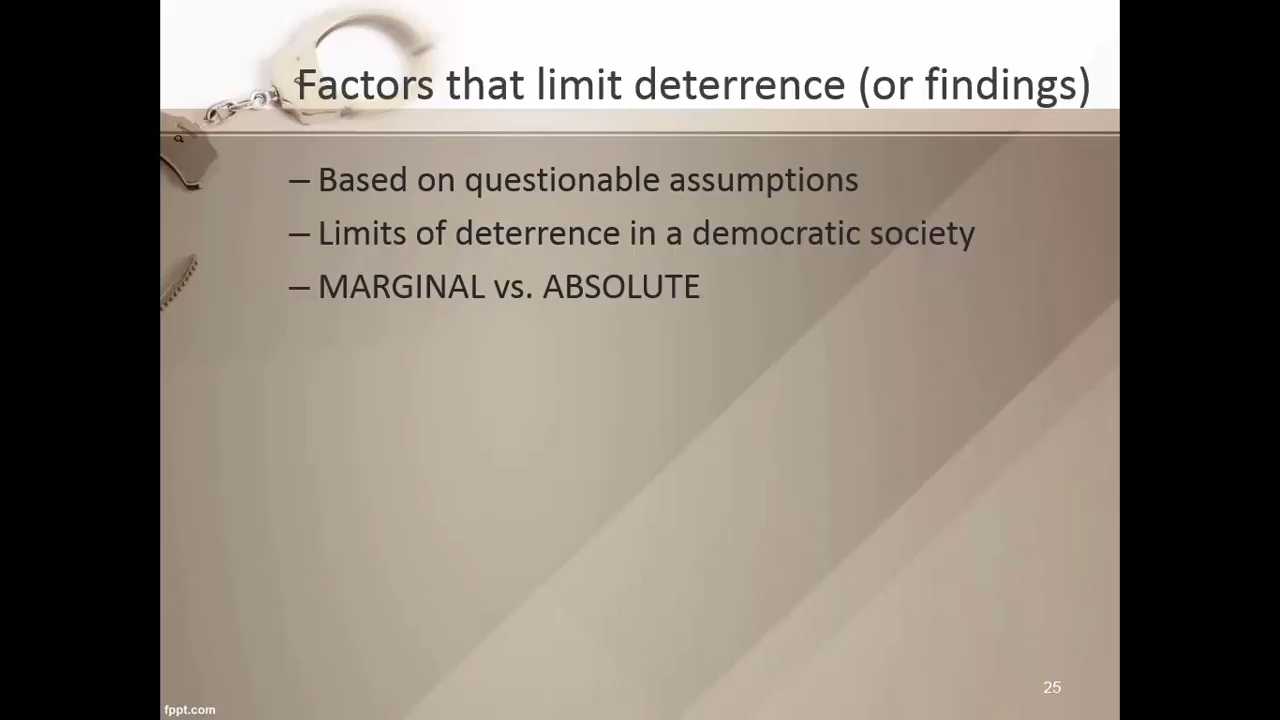 Factors that limit deterrence (or findings)
– Based on questionable assumptions
– Limits of deterrence in a democratic society
– MARGINAL vs. ABSOLUTE
25
fppt.com